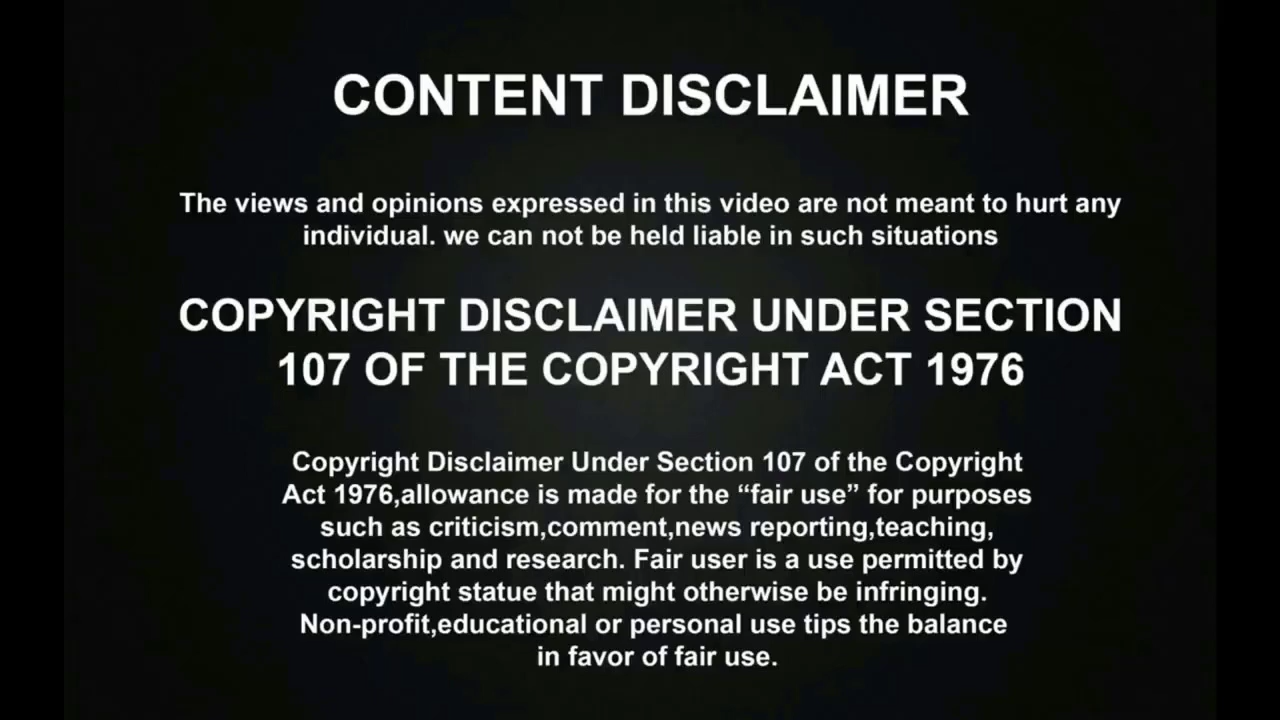 CONTENT DISCLAIMER
The views and opinions expressed in this video are not meant to hurt any
individual. we can not be held liable in such situations
COPYRIGHT DISCLAIMER UNDER SECTION
107 OF THE COPYRIGHT ACT 1976
Copyright Disclaimer Under Section 107 of the Copyright
Act 1976,allowance is made for the “fair use” for purposes
such as criticism,comment,news reporting,teaching,
scholarship and research. Fair user is a use permitted by
copyright statue that might otherwise be infringing.
Non-profit,educational or personal use tips the balance
in favor of fair use.